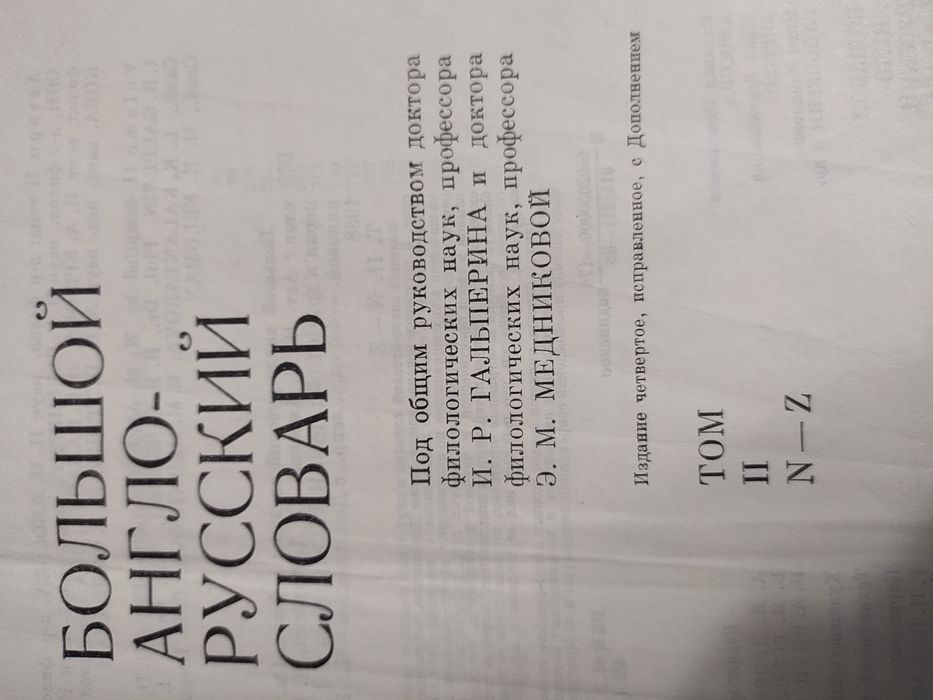 БОЛЬШОЙ
АНГЛО-
РУССКИЙ
СЛОВАРЬ
Под общим руководством доктора
филологических наук, профессора
И. Р. ГАЛЬПЕРИНА и доктора
филологических наук, профессора
Э. М. МЕДНИКОВОЙ
Издание четвертое, исправленное, с Дополнением
ТОМ
II
N—Z